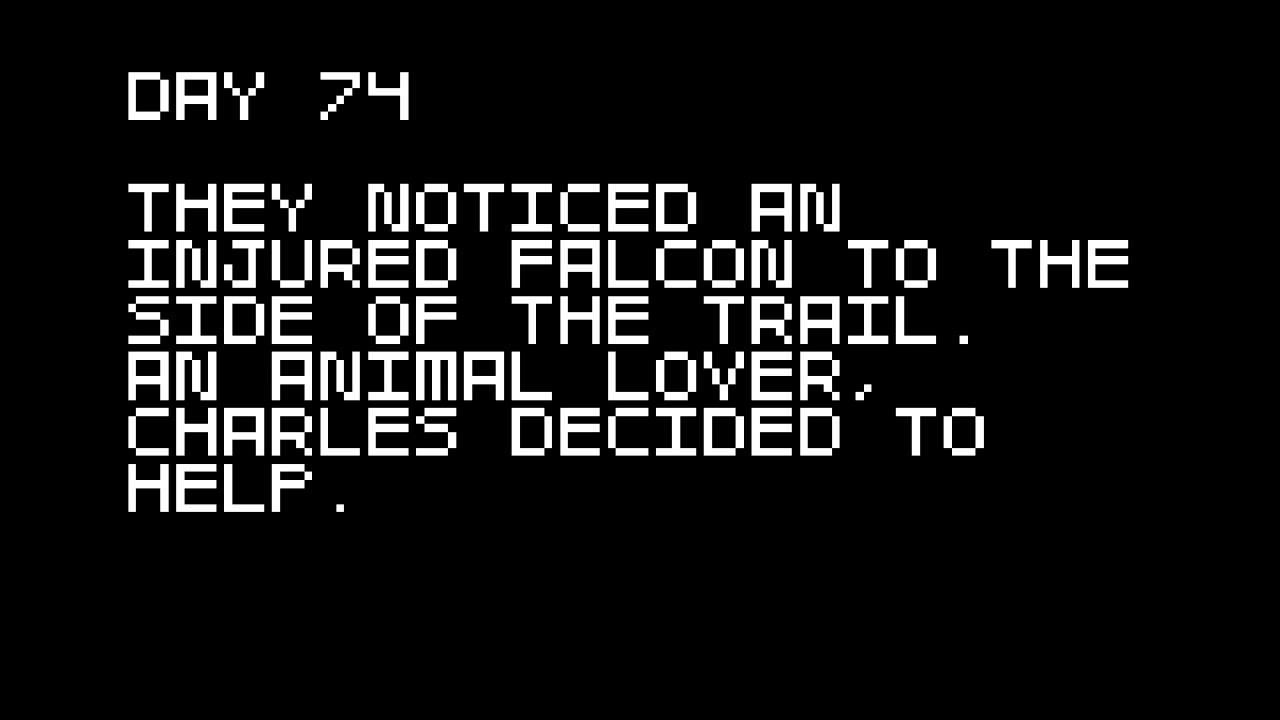 DAY 74
THEY NOTICED AN
INJURED FALCON TO THE
SIDE OF THE TRAIL.
AN ANIMAL LOVER,
CHARLES DECIDED TO
HELP.